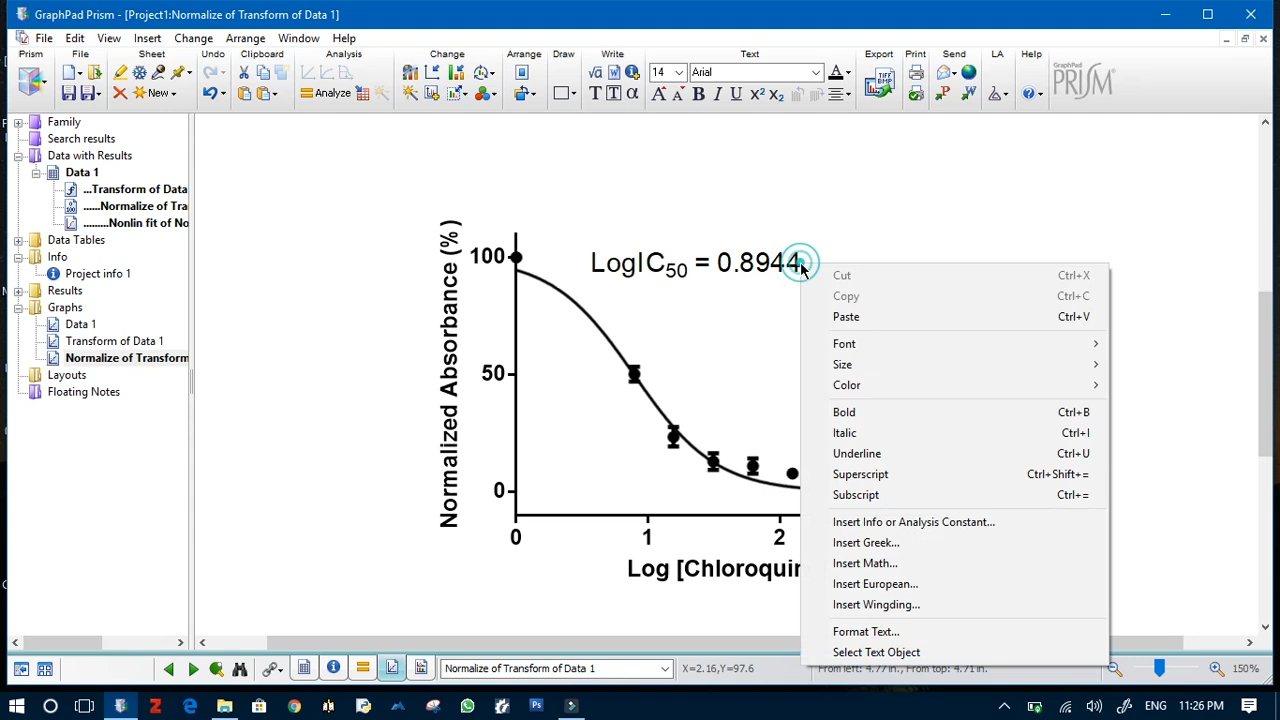 GraphPad Prism - [Project1:Normalize of Transform of Data 1]
File Edit View Insert Change Arrange Window Help
Prism File Sheet Undo Clipboard Analysis Change Arrange Draw Write Text Export Print Send LA Help
14 Arial
New Analyze
GraphPad
PRISM
Family
Search results
Data with Results
Data 1
...Transform of Data
......Normalize of Tra
.........Nonlin fit of No
Data Tables
Info
Project info 1
Results
Graphs
Data 1
Transform of Data 1
Normalize of Transform
Layouts
Floating Notes
Normalized Absorbance (%)
100
50
0
LogIC50 = 0.8944
0 1 2
Log [Chloroquin
Cut Ctrl+X
Copy Ctrl+C
Paste Ctrl+V
Font
Size
Color
Bold Ctrl+B
Italic Ctrl+I
Underline Ctrl+U
Superscript Ctrl+Shift+=
Subscript Ctrl+=
Insert Info or Analysis Constant...
Insert Greek...
Insert Math...
Insert European...
Insert Wingding...
Format Text...
Select Text Object
Normalize of Transform of Data 1
X=2.16, Y=97.6
From left: 4.77 in., From top: 4.71 in.
150%
ENG 11:26 PM